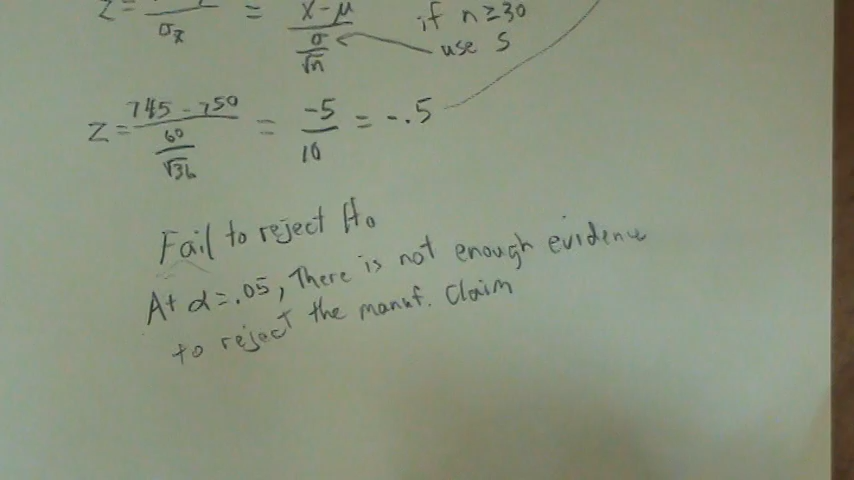 Z = σx̄ = x̄ - μ / σ/√n if n ≥ 30
use S
Z = 745 - 750 / 60/√36 = -5 / 10 = -.5
Fail to reject H₀
At α = .05, There is not enough evidence
to reject the manuf. Claim